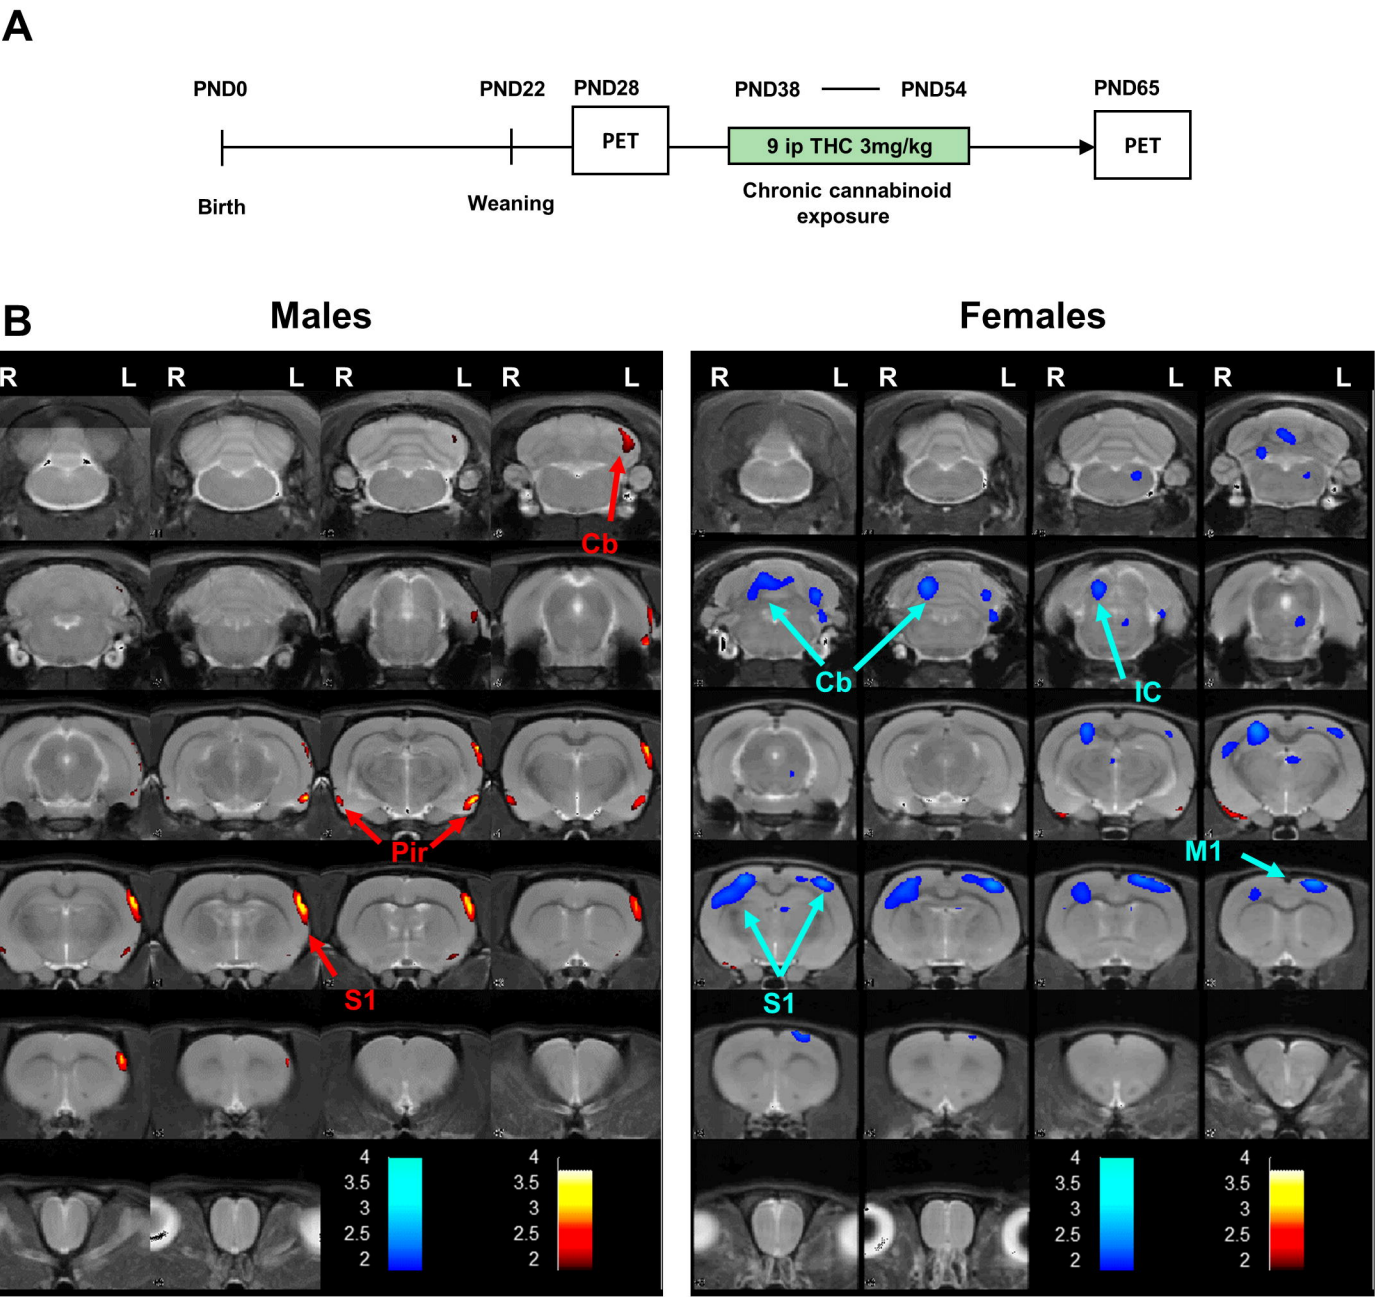 A
PND0 PND22 PND28 PND38 PND54 PND65
PET 9 ip THC 3mg/kg PET
Birth Weaning Chronic cannabinoid
exposure
B Males Females
R L R L R L R L R L R L R L R L
Cb
Cb IC
Pir M1
S1 S1
4 4 4 4
3.5 3.5 3.5 3.5
3 3 3 3
2.5 2.5 2.5 2.5
2 2 2 2